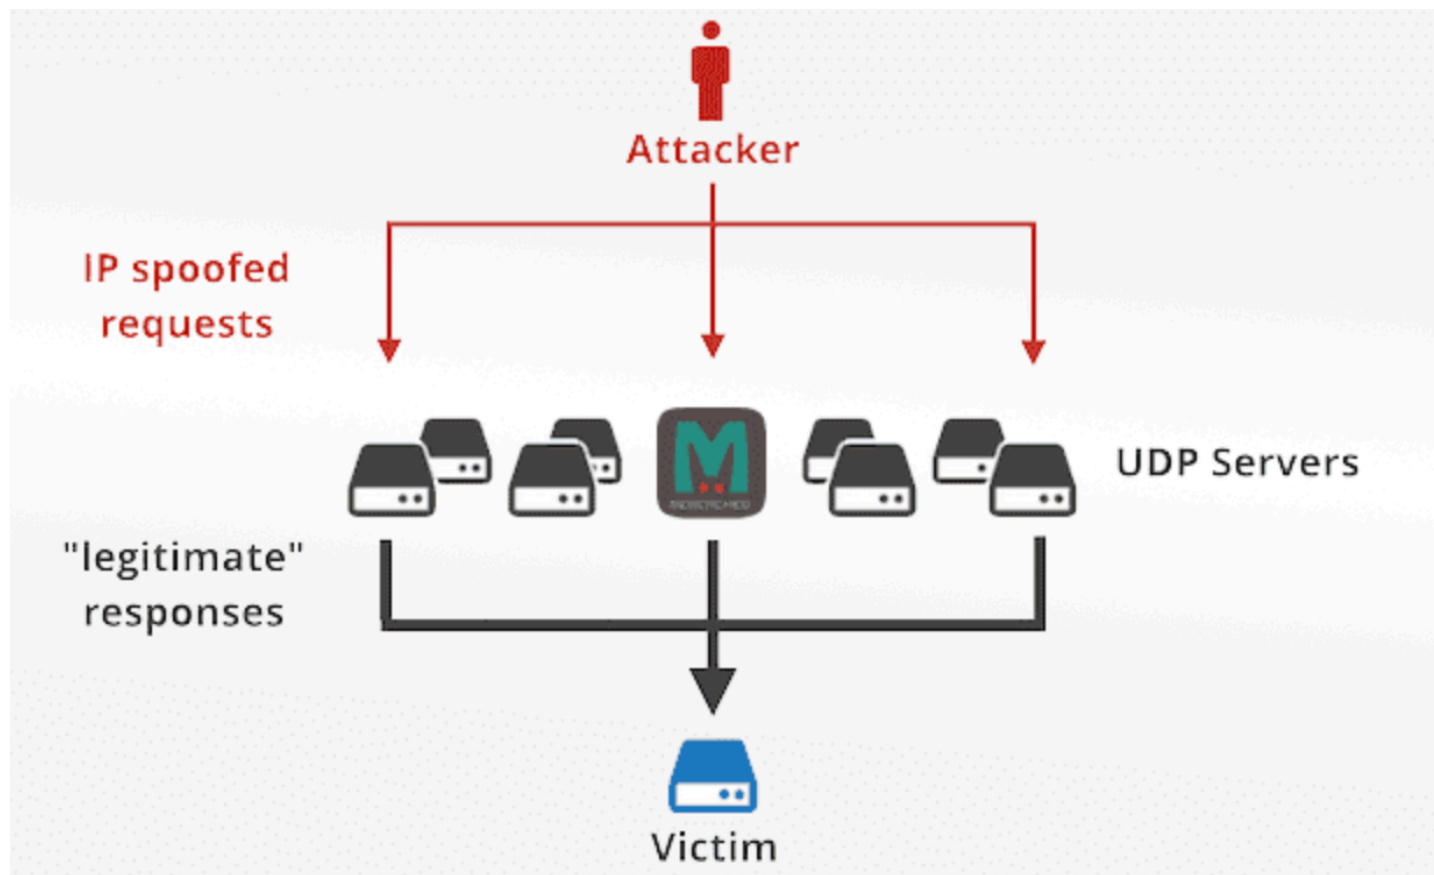 Attacker
IP spoofed
requests
UDP Servers
"legitimate"
responses
Victim